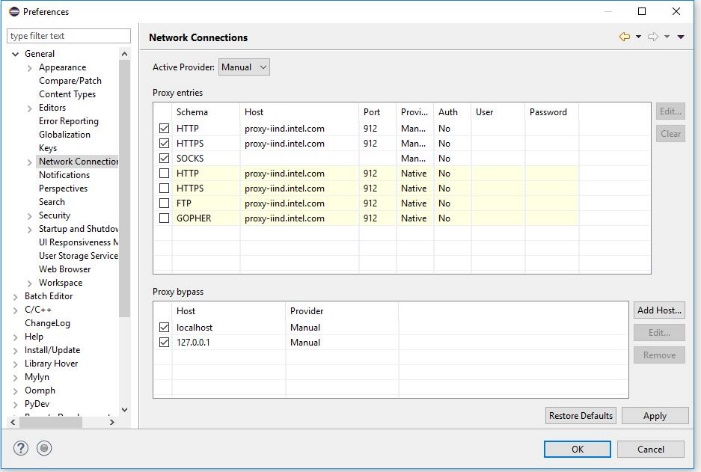 Preferences
type filter text
General
Appearance
Compare/Patch
Content Types
Editors
Error Reporting
Globalization
Keys
Network Connection
Notifications
Perspectives
Search
Security
Startup and Shutdov
UI Responsiveness N
User Storage Service
Web Browser
Workspace
Batch Editor
C/C++
ChangeLog
Help
Install/Update
Library Hover
Mylyn
Oomph
PyDev
Network Connections
Active Provider: Manual
Proxy entries
Schema Host Port Provi... Auth User Password
HTTP proxy-iind.intel.com 912 Man... No
HTTPS proxy-iind.intel.com 912 Man... No
SOCKS Man... No
HTTP proxy-iind.intel.com 912 Native No
HTTPS proxy-iind.intel.com 912 Native No
FTP proxy-iind.intel.com 912 Native No
GOPHER proxy-iind.intel.com 912 Native No
Edit...
Clear
Proxy bypass
Host Provider
localhost Manual
127.0.0.1 Manual
Add Host...
Edit...
Remove
Restore Defaults Apply
OK Cancel